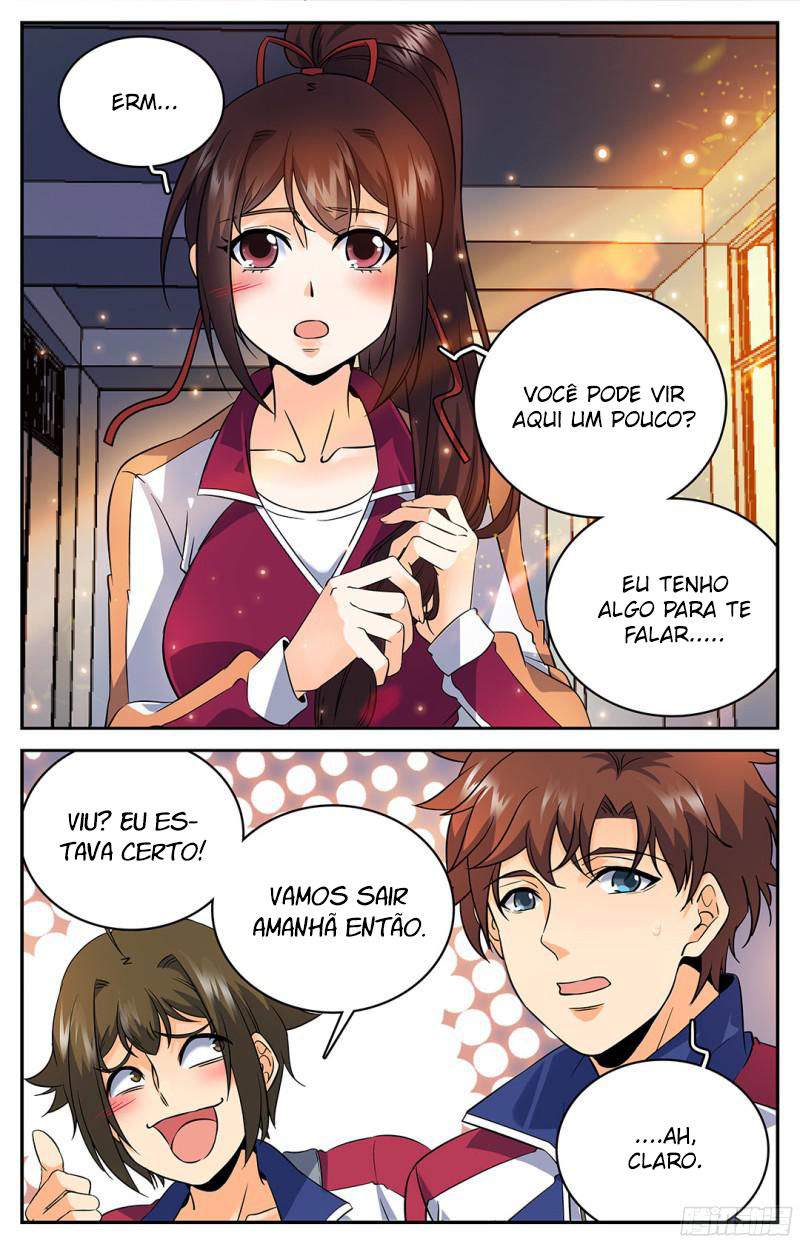 ERM...
VOCÊ PODE VIR
AQUI UM POUCO?
EU TENHO
ALGO PARA TE
FALAR.....
VIU? EU ES-
TAVA CERTO!
VAMOS SAIR
AMANHÃ ENTÃO.
....AH,
CLARO.